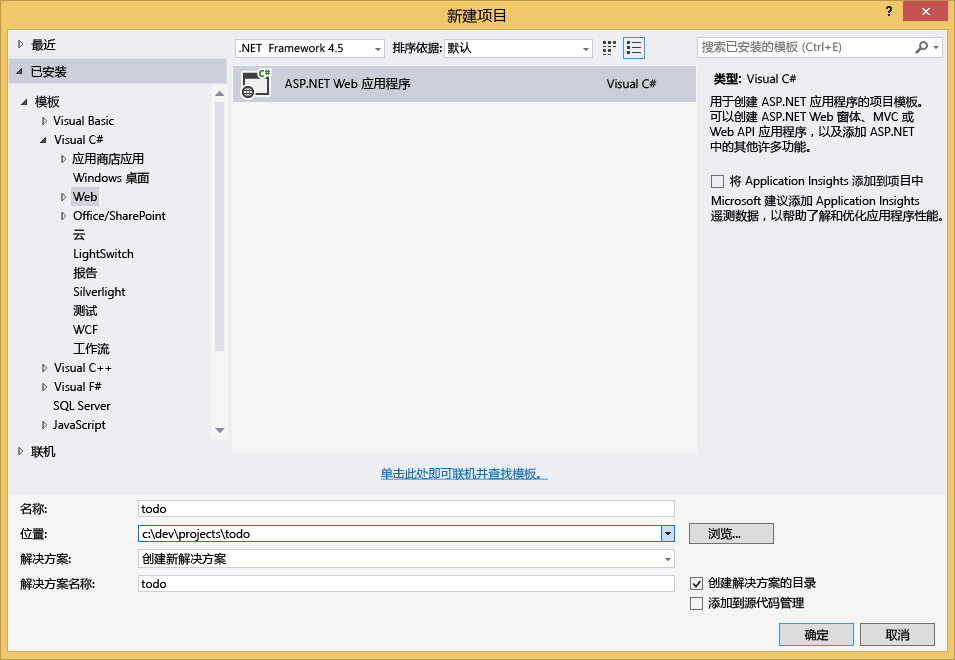 新建项目
?
最近
.NET Framework 4.5
排序依据:
默认
搜索已安装的模板 (Ctrl+E)
已安装
C#
ASP.NET Web 应用程序
Visual C#
类型: Visual C#
用于创建 ASP.NET 应用程序的项目模板。
可以创建 ASP.NET Web 窗体、MVC 或
Web API 应用程序，以及添加 ASP.NET
中的其他许多功能。
将 Application Insights 添加到项目中
Microsoft 建议添加 Application Insights
遥测数据，以帮助了解和优化应用程序性能。
模板
Visual Basic
Visual C#
应用商店应用
Windows 桌面
Web
Office/SharePoint
云
LightSwitch
报告
Silverlight
测试
WCF
工作流
Visual C++
Visual F#
SQL Server
JavaScript
联机
单击此处即可联机并查找模板。
名称:
todo
位置:
c:\dev\projects\todo
浏览...
解决方案:
创建新解决方案
解决方案名称:
todo
创建解决方案的目录
添加到源代码管理
确定
取消